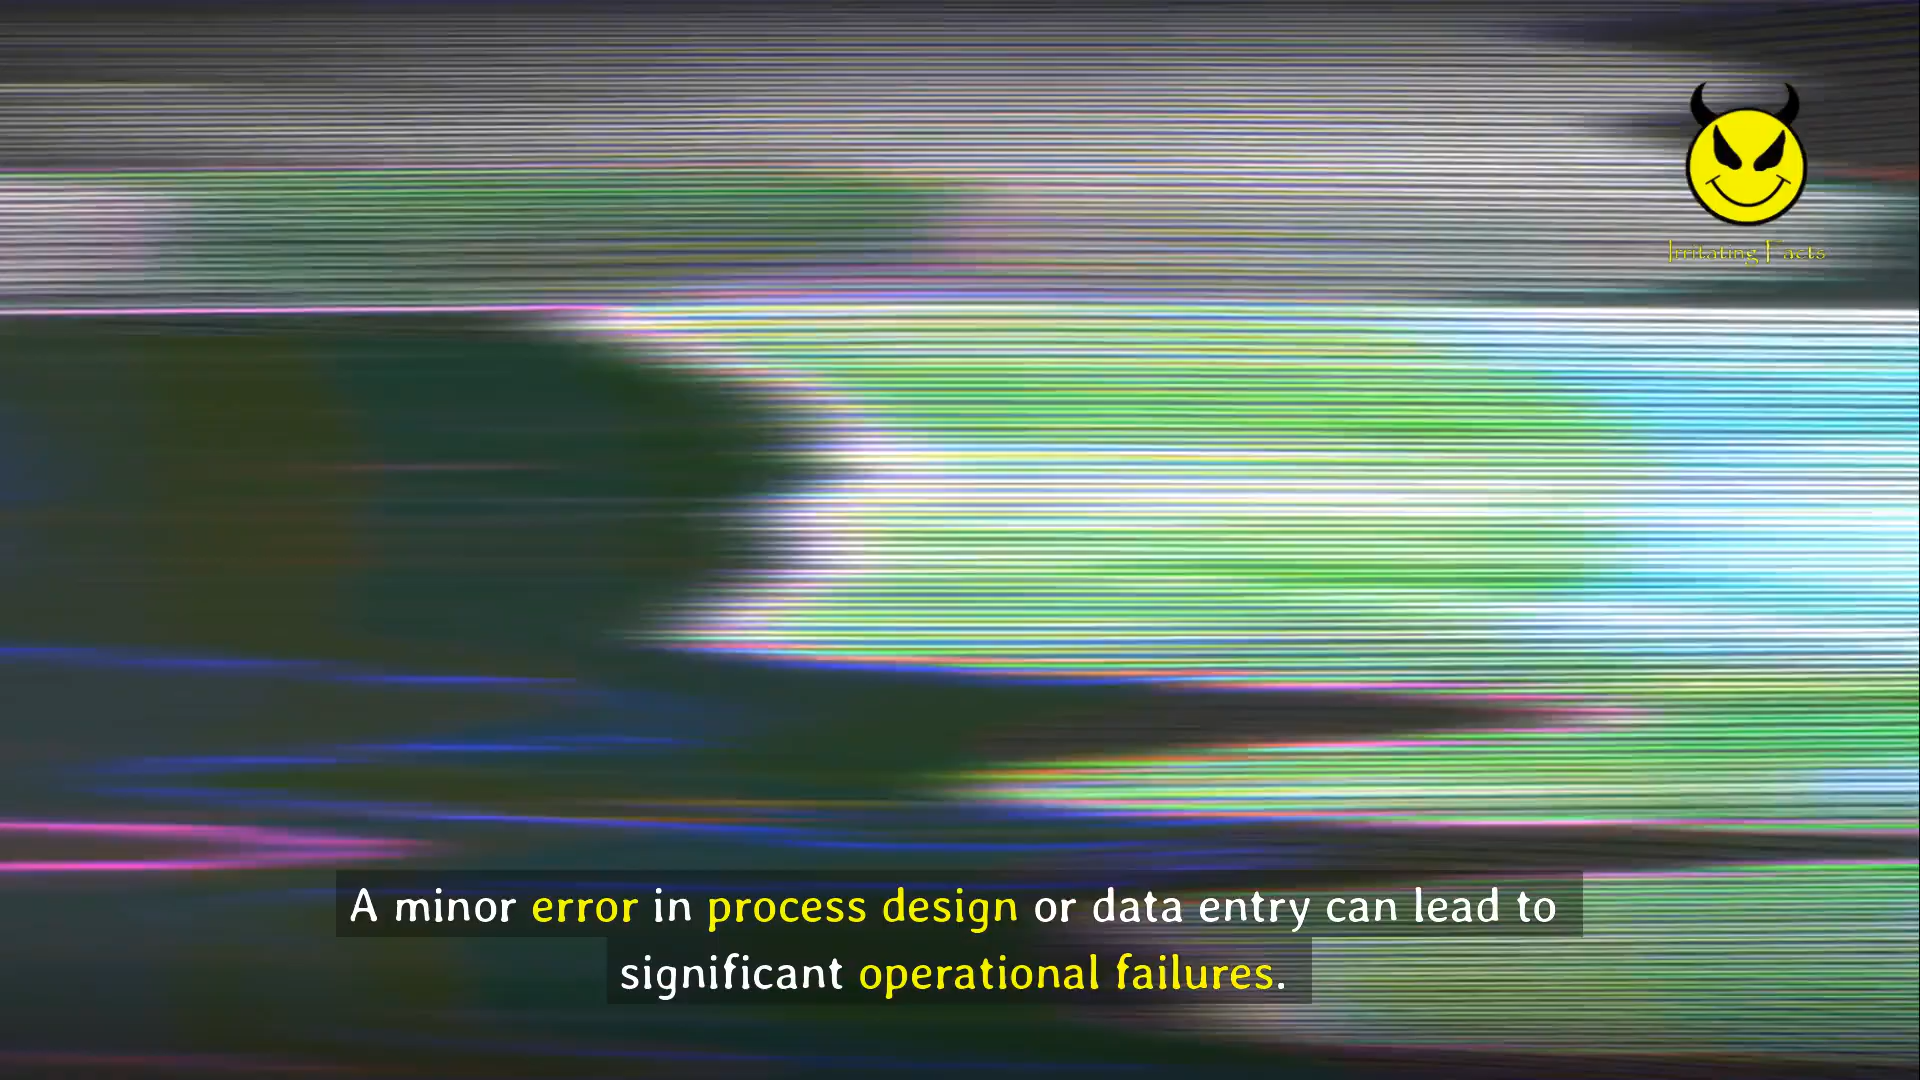 Irritating Facts
A minor error in process design or data entry can lead to
significant operational failures.